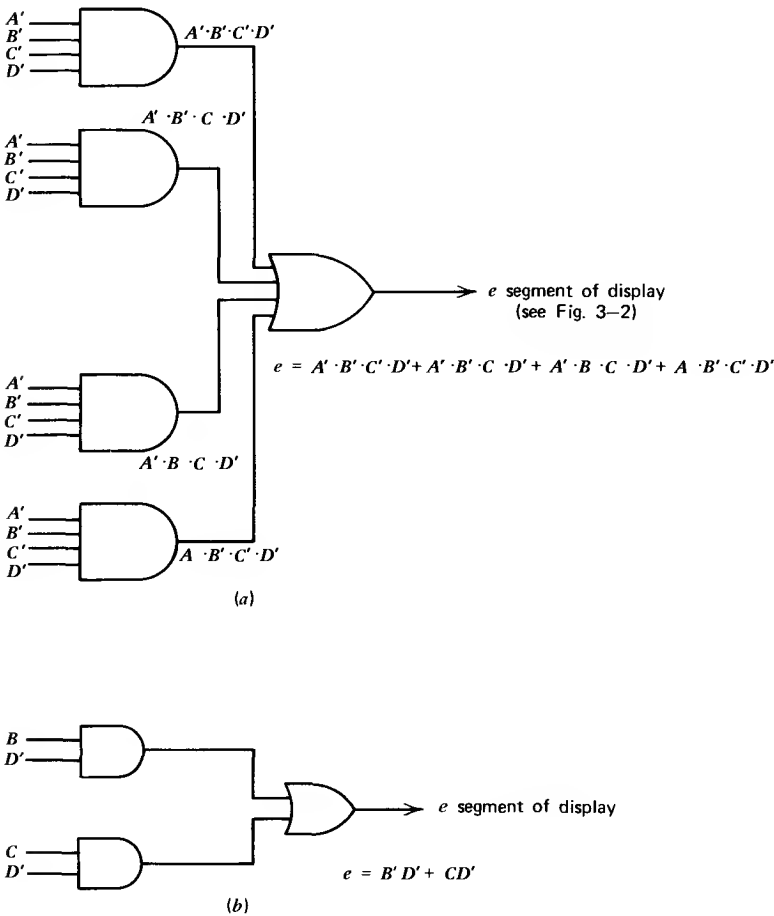 A'
B'
C'
D'
A'·B'·C'·D'
A' ·B' · C ·D'
A'
B'
C'
D'
e segment of display
(see Fig. 3–2)
e = A' ·B'·C'·D'+ A' ·B' ·C ·D' + A' ·B ·C ·D' + A ·B'·C'·D'
A'
B'
C'
D'
A' ·B ·C ·D'
A'
B'
C'
D'
A ·B' ·C' ·D'
(a)
B
D'
e segment of display
C
D'
e = B' D' + CD'
(b)